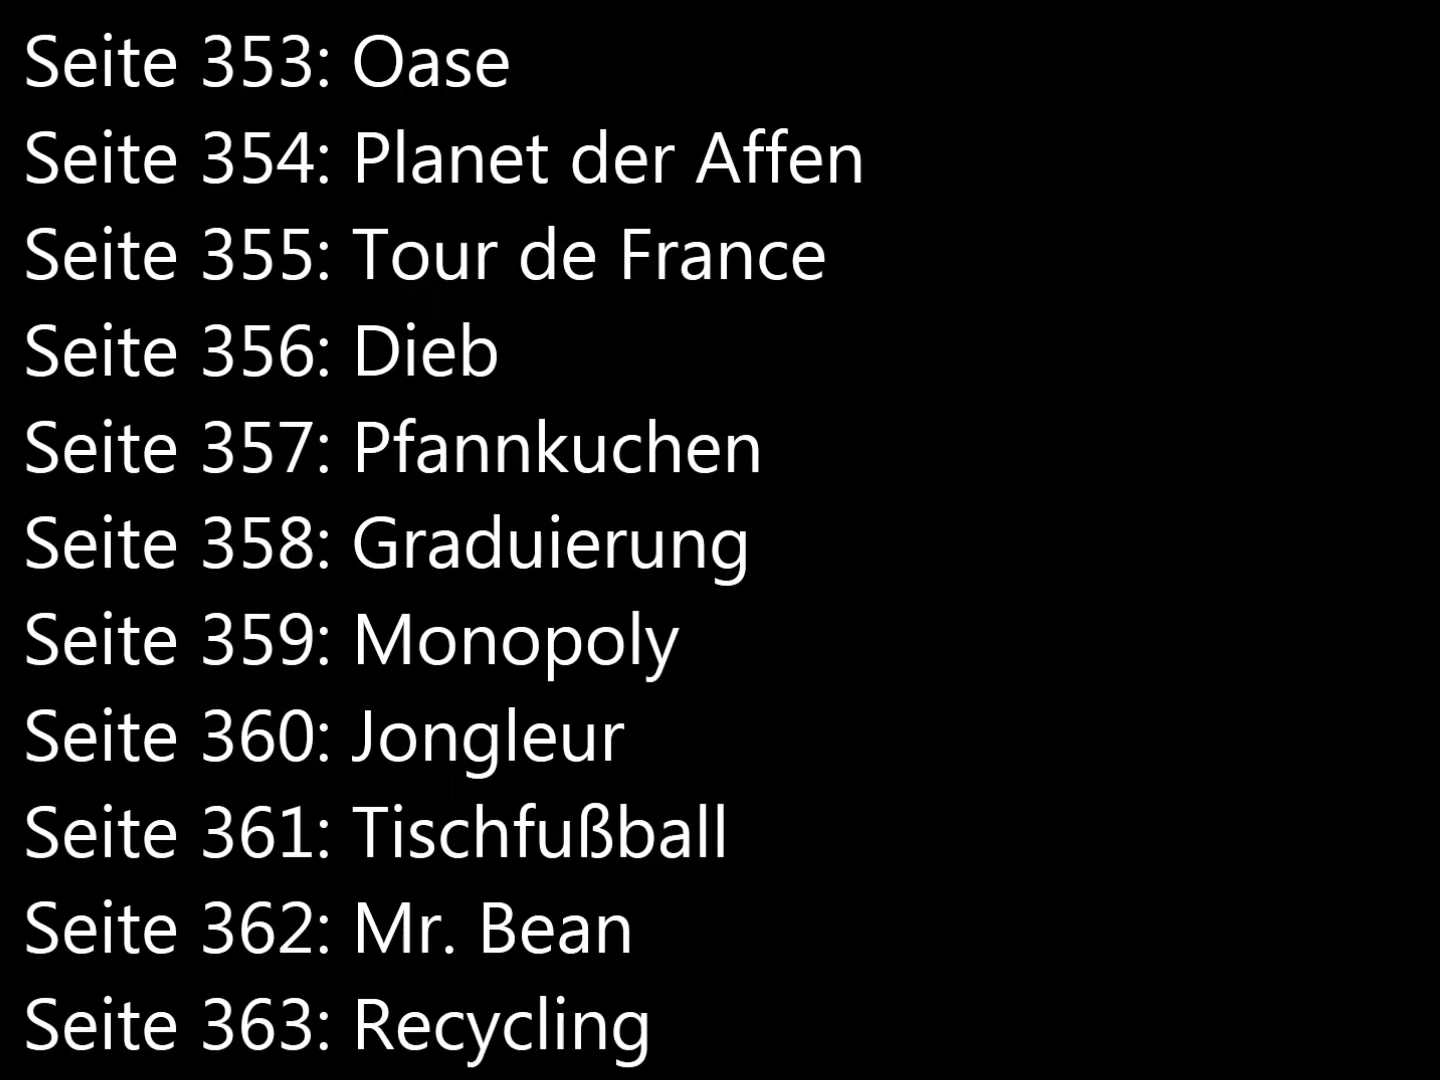 Seite 353: Oase
Seite 354: Planet der Affen
Seite 355: Tour de France
Seite 356: Dieb
Seite 357: Pfannkuchen
Seite 358: Graduierung
Seite 359: Monopoly
Seite 360: Jongleur
Seite 361: Tischfußball
Seite 362: Mr. Bean
Seite 363: Recycling